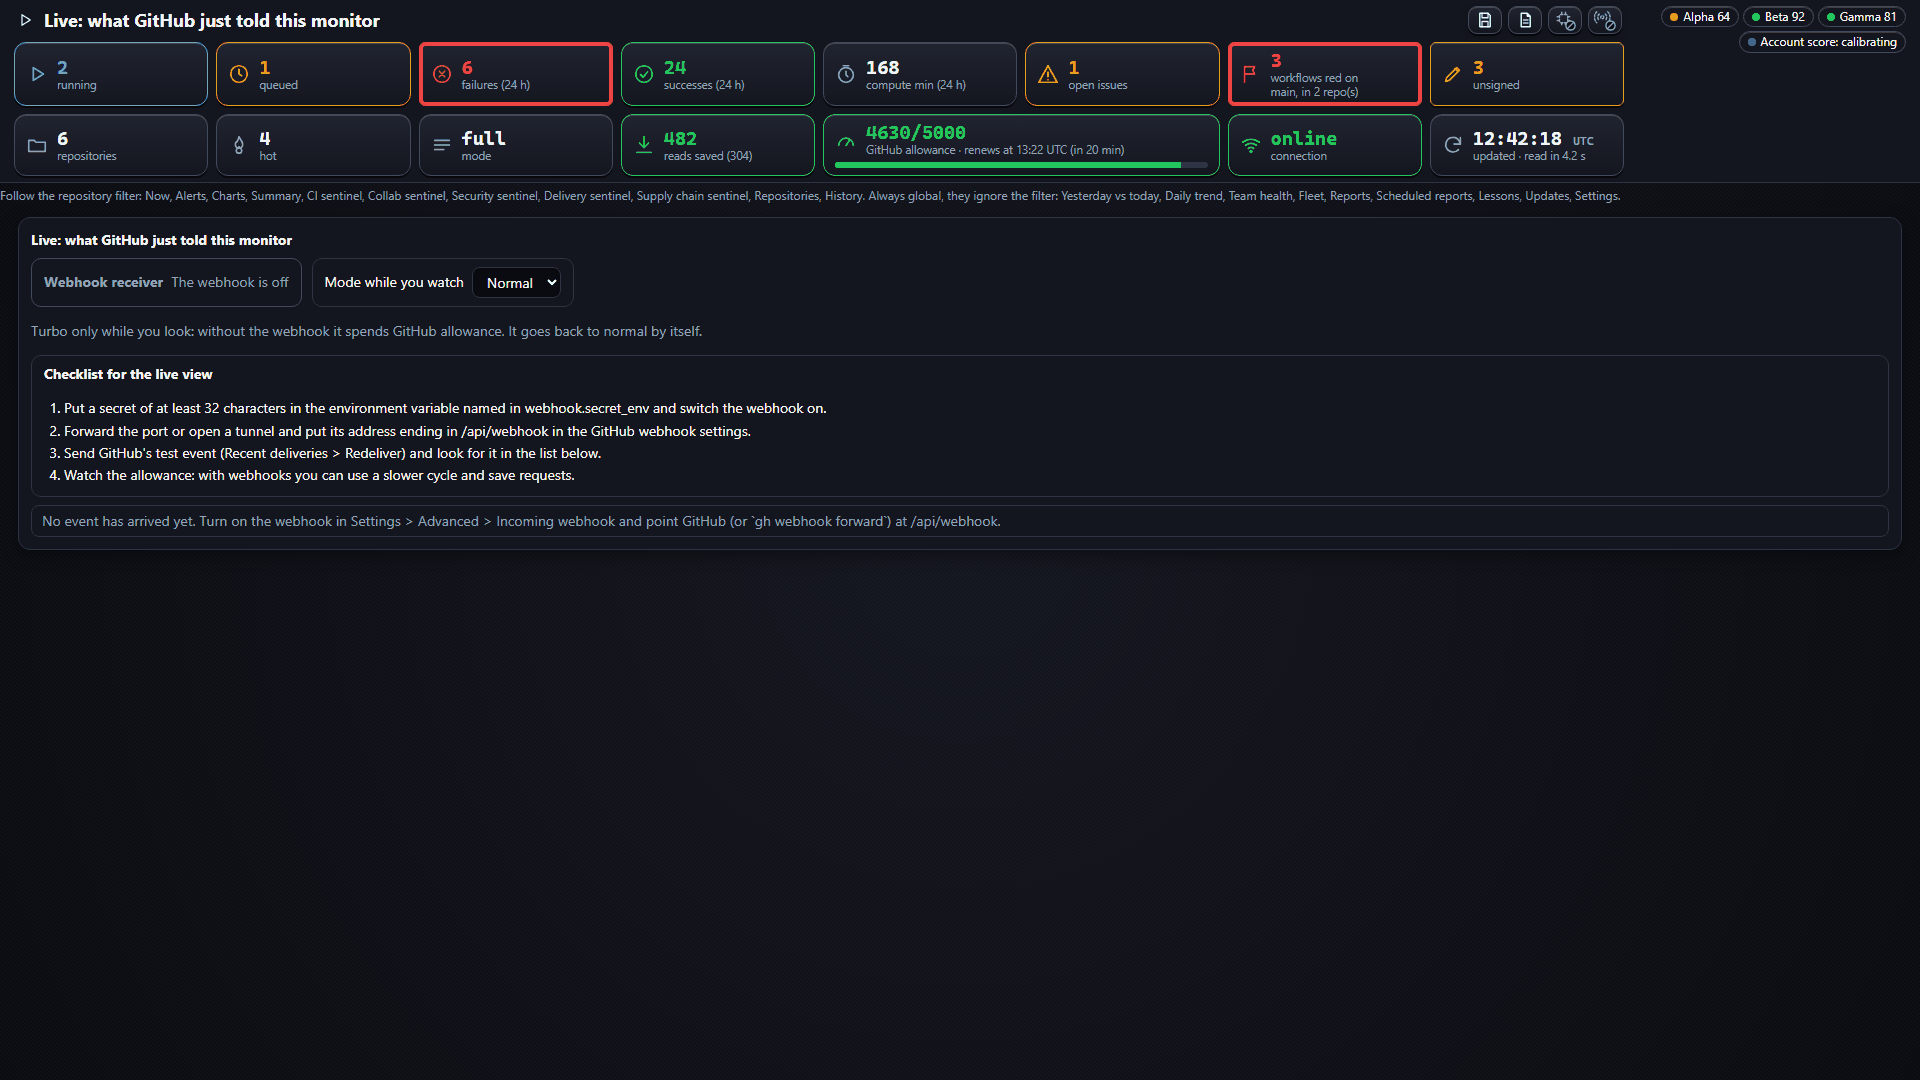 Live: what GitHub just told this monitor
Alpha 64
Beta 92
Gamma 81
Account score: calibrating
2
running
1
queued
6
failures (24 h)
24
successes (24 h)
168
compute min (24 h)
1
open issues
3
workflows red on
main, in 2 repo(s)
3
unsigned
6
repositories
4
hot
full
mode
482
reads saved (304)
4630/5000
GitHub allowance · renews at 13:22 UTC (in 20 min)
online
connection
12:42:18 UTC
updated · read in 4.2 s
Follow the repository filter: Now, Alerts, Charts, Summary, CI sentinel, Collab sentinel, Security sentinel, Delivery sentinel, Supply chain sentinel, Repositories, History. Always global, they ignore the filter: Yesterday vs today, Daily trend, Team health, Fleet, Reports, Scheduled reports, Lessons, Updates, Settings.
Live: what GitHub just told this monitor
Webhook receiver The webhook is off
Mode while you watch Normal
Turbo only while you look: without the webhook it spends GitHub allowance. It goes back to normal by itself.
Checklist for the live view
1. Put a secret of at least 32 characters in the environment variable named in webhook.secret_env and switch the webhook on.
2. Forward the port or open a tunnel and put its address ending in /api/webhook in the GitHub webhook settings.
3. Send GitHub's test event (Recent deliveries > Redeliver) and look for it in the list below.
4. Watch the allowance: with webhooks you can use a slower cycle and save requests.
No event has arrived yet. Turn on the webhook in Settings > Advanced > Incoming webhook and point GitHub (or `gh webhook forward`) at /api/webhook.